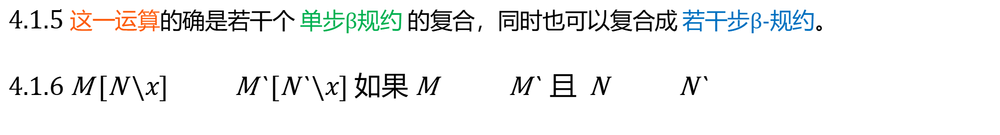 4.1.5 这一运算的确是若干个 单步β规约 的复合，同时也可以复合成 若干步β-规约。
4.1.6 M[N\x] M`[N`\x] 如果 M M` 且 N N`